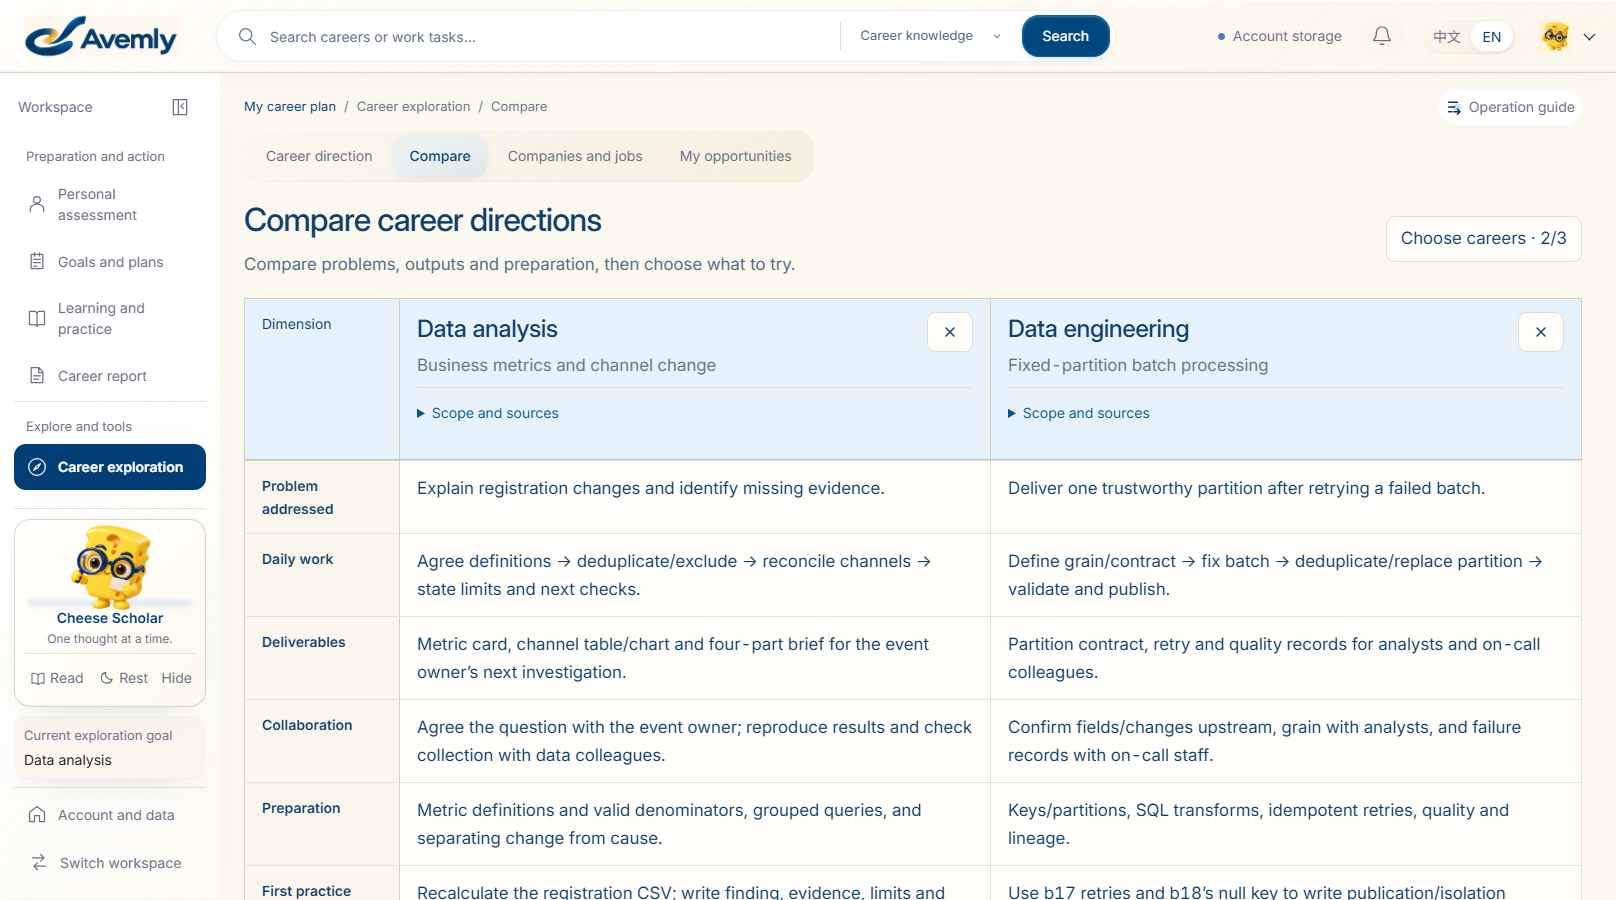 Avemly
Search careers or work tasks...
Career knowledge
Search
Account storage
中文
EN
Workspace
Preparation and action
Personal
assessment
Goals and plans
Learning and
practice
Career report
Explore and tools
Career exploration
Cheese Scholar
One thought at a time.
Read
Rest
Hide
Current exploration goal
Data analysis
Account and data
Switch workspace
My career plan / Career exploration / Compare
Operation guide
Career direction
Compare
Companies and jobs
My opportunities
Compare career directions
Compare problems, outputs and preparation, then choose what to try.
Choose careers · 2/3
Dimension
Data analysis
Business metrics and channel change
Scope and sources
Data engineering
Fixed-partition batch processing
Scope and sources
Problem
addressed
Explain registration changes and identify missing evidence.
Deliver one trustworthy partition after retrying a failed batch.
Daily work
Agree definitions → deduplicate/exclude → reconcile channels →
state limits and next checks.
Define grain/contract → fix batch → deduplicate/replace partition →
validate and publish.
Deliverables
Metric card, channel table/chart and four-part brief for the event
owner’s next investigation.
Partition contract, retry and quality records for analysts and on-call
colleagues.
Collaboration
Agree the question with the event owner; reproduce results and check
collection with data colleagues.
Confirm fields/changes upstream, grain with analysts, and failure
records with on-call staff.
Preparation
Metric definitions and valid denominators, grouped queries, and
separating change from cause.
Keys/partitions, SQL transforms, idempotent retries, quality and
lineage.
First practice
Recalculate the registration CSV; write finding, evidence, limits and
Use b17 retries and b18’s null key to write publication/isolation